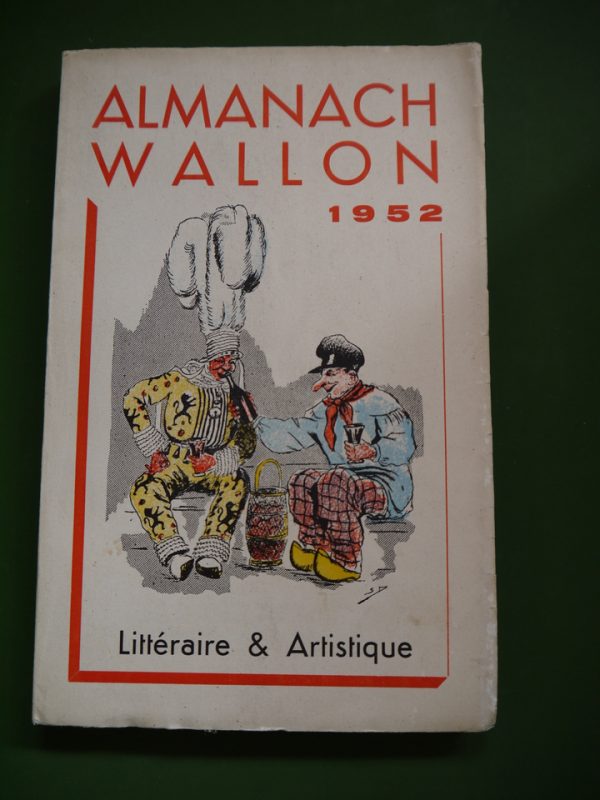 ALMANACH
WALLON
1952
Littéraire & Artistique